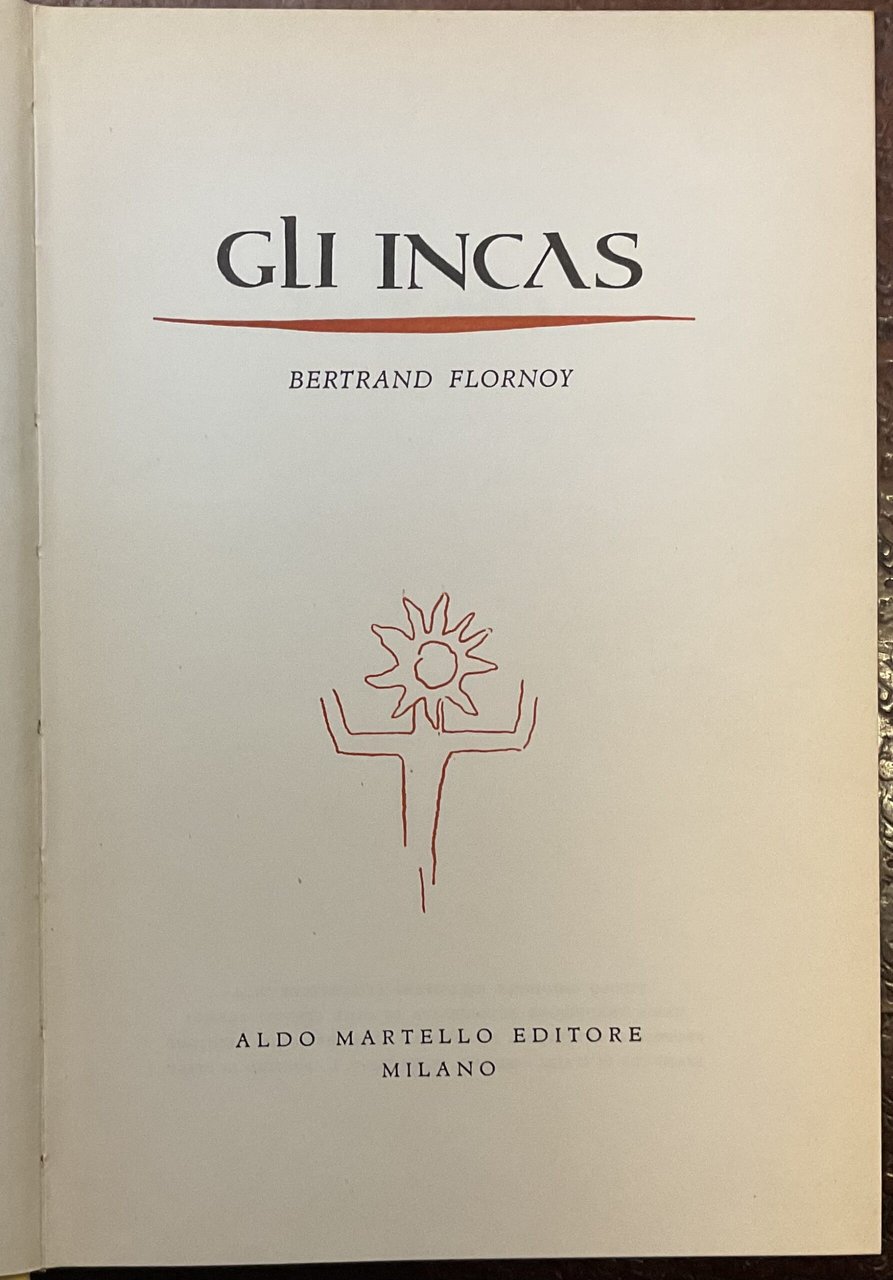 GlI INCAS
BERTRAND FLORNOY
ALDO MARTELLO EDITORE
MILANO